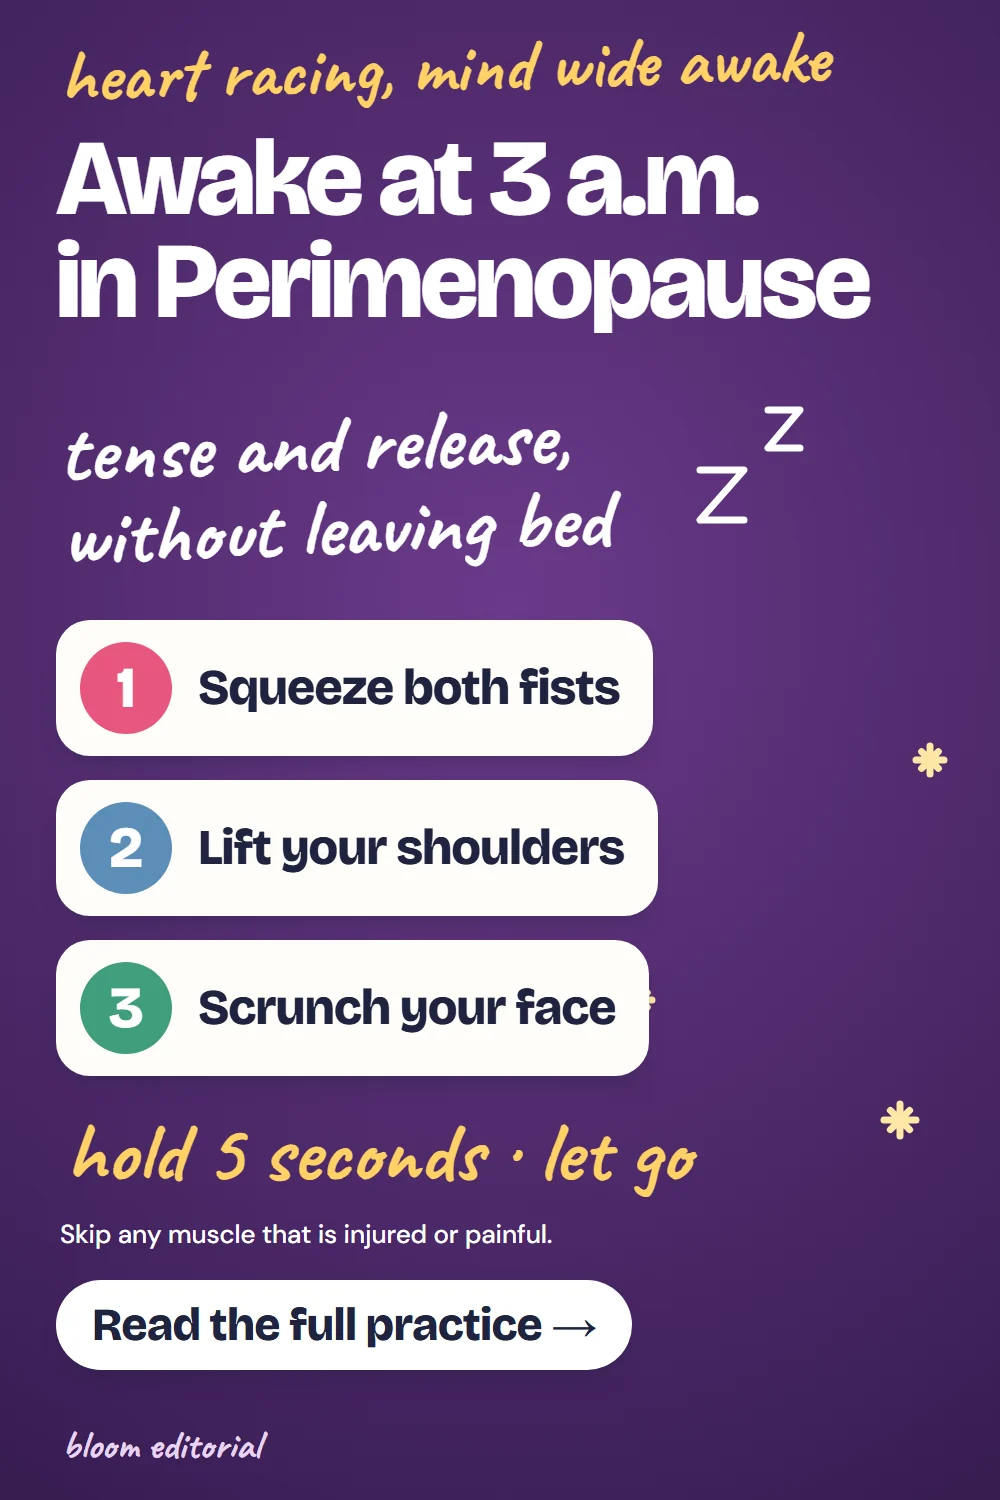 heart racing, mind wide awake
Awake at 3 a.m.
in Perimenopause
z
Z
tense and release,
without leaving bed
1 Squeeze both fists
2 Lift your shoulders
3 Scrunch your face
hold 5 seconds · let go
Skip any muscle that is injured or painful.
Read the full practice →
bloom editorial